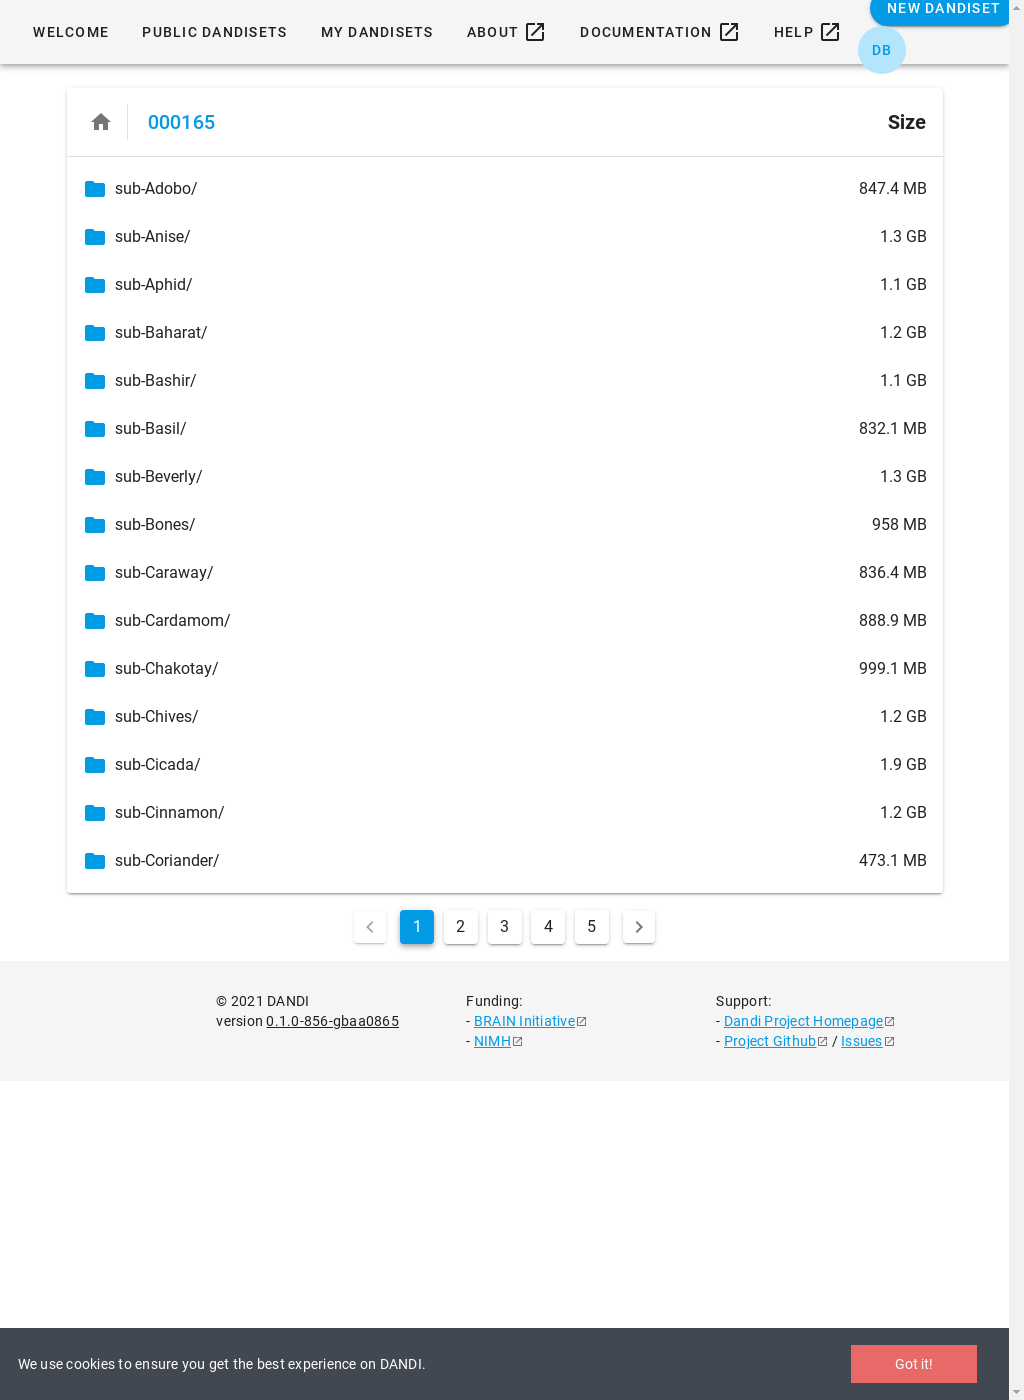 NEW DANDISET
WELCOME PUBLIC DANDISETS MY DANDISETS ABOUT DOCUMENTATION HELP
DB
000165 Size
sub-Adobo/ 847.4 MB
sub-Anise/ 1.3 GB
sub-Aphid/ 1.1 GB
sub-Baharat/ 1.2 GB
sub-Bashir/ 1.1 GB
sub-Basil/ 832.1 MB
sub-Beverly/ 1.3 GB
sub-Bones/ 958 MB
sub-Caraway/ 836.4 MB
sub-Cardamom/ 888.9 MB
sub-Chakotay/ 999.1 MB
sub-Chives/ 1.2 GB
sub-Cicada/ 1.9 GB
sub-Cinnamon/ 1.2 GB
sub-Coriander/ 473.1 MB
1 2 3 4 5
© 2021 DANDI
version 0.1.0-856-gbaa0865
Funding:
- BRAIN Initiative
- NIMH
Support:
- Dandi Project Homepage
- Project Github / Issues
We use cookies to ensure you get the best experience on DANDI. Got it!